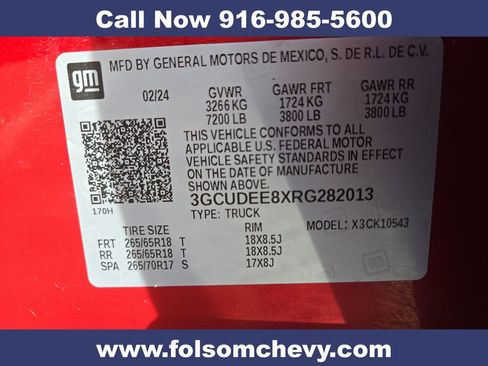 Call Now 916-985-5600
gm
MFD BY GENERAL MOTORS DE MEXICO, S. DE R.L. DE C.V.
02/24 GVWR GAWR FRT GAWR RR
3266 KG 1724 KG 1724 KG
7200 LB 3800 LB 3800 LB
THIS VEHICLE CONFORMS TO ALL
APPLICABLE U.S. FEDERAL MOTOR
VEHICLE SAFETY STANDARDS IN EFFECT
ON THE DATE OF MANUFACTURE
SHOWN ABOVE.
3GCUDEE8XRG282013
170H TYPE: TRUCK MODEL: X3CK10543
TIRE SIZE RIM
FRT 265/65R18 T 18X8.5J
RR 265/65R18 T 18X8.5J
SPA 265/70R17 S 17X8J
www.folsomchevy.com